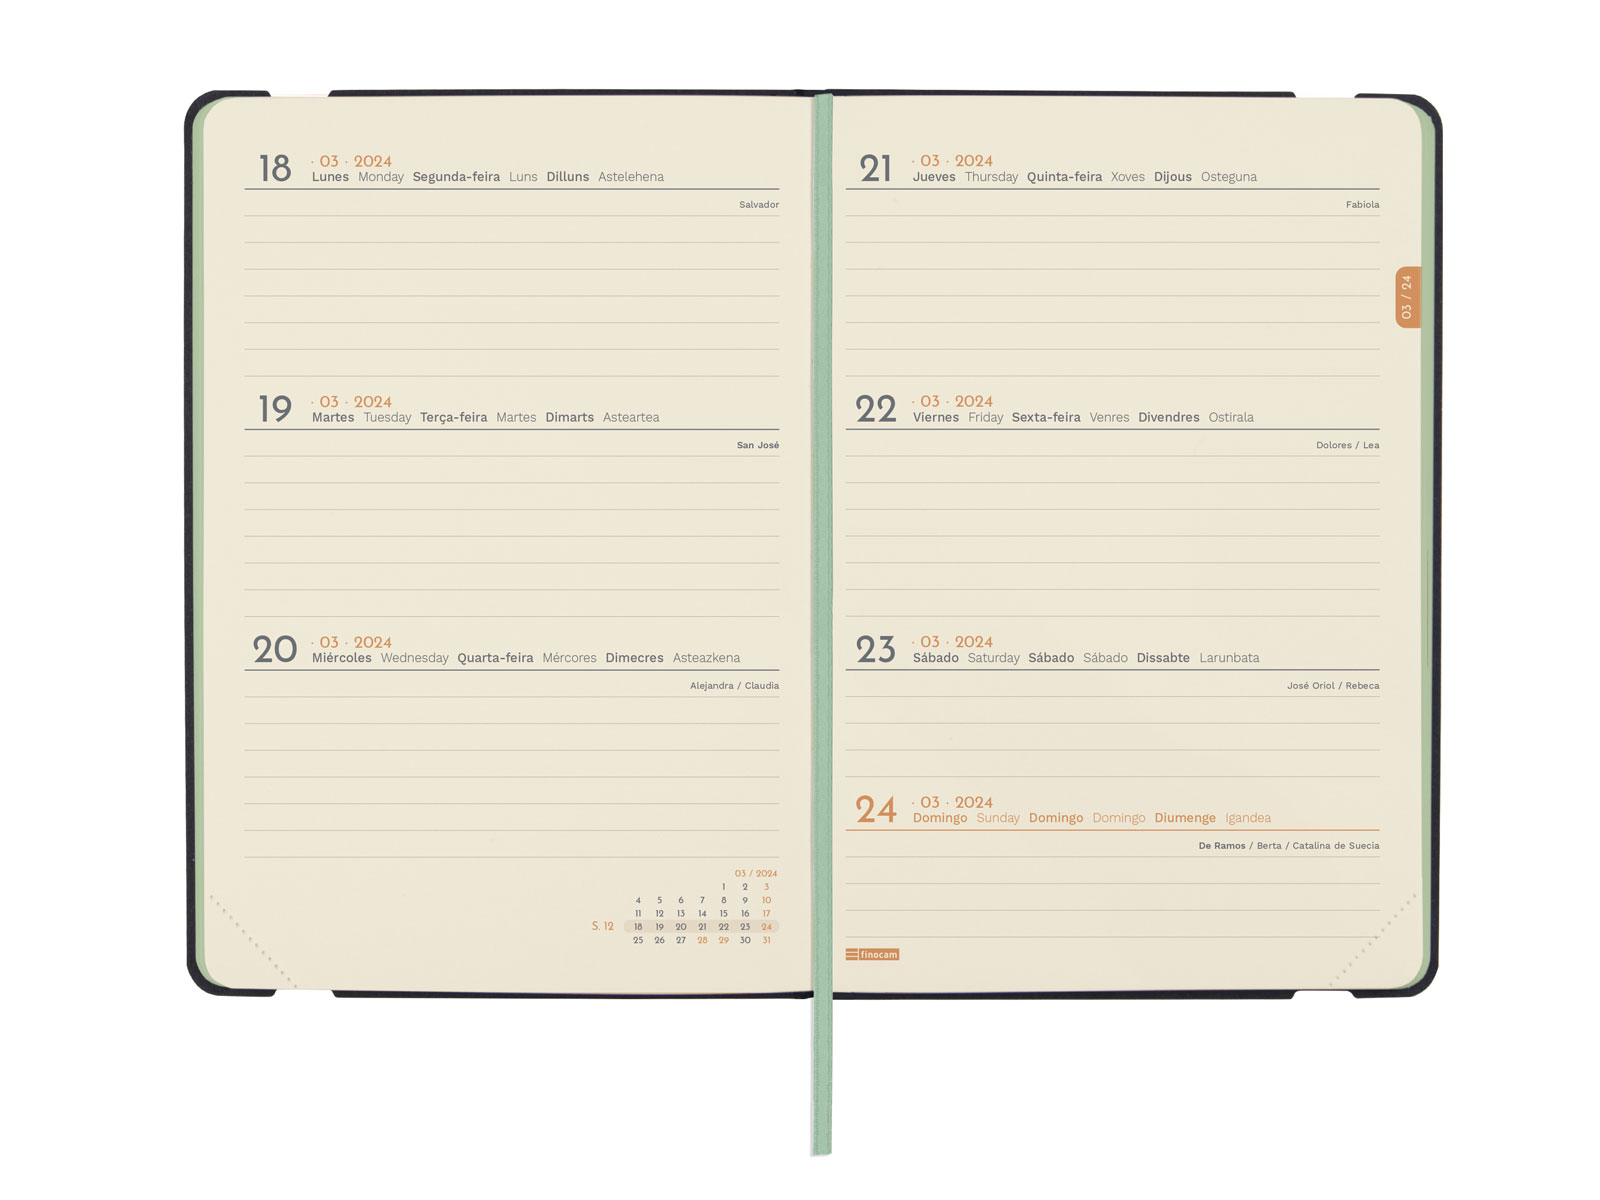 18 · 03 · 2024
Lunes Monday Segunda-feira Luns Dilluns Astelehena
Salvador
19 · 03 · 2024
Martes Tuesday Terça-feira Martes Dimarts Asteartea
San José
20 · 03 · 2024
Miércoles Wednesday Quarta-feira Mércores Dimecres Asteazkena
Alejandra / Claudia
03 / 2024
1 2 3
4 5 6 7 8 9 10
11 12 13 14 15 16 17
S. 12 18 19 20 21 22 23 24
25 26 27 28 29 30 31
21 · 03 · 2024
Jueves Thursday Quinta-feira Xoves Dijous Osteguna
Fabiola
03 / 24
22 · 03 · 2024
Viernes Friday Sexta-feira Venres Divendres Ostirala
Dolores / Lea
23 · 03 · 2024
Sábado Saturday Sábado Sábado Dissabte Larunbata
José Oriol / Rebeca
24 · 03 · 2024
Domingo Sunday Domingo Domingo Diumenge Igandea
De Ramos / Berta / Catalina de Suecia
finocam